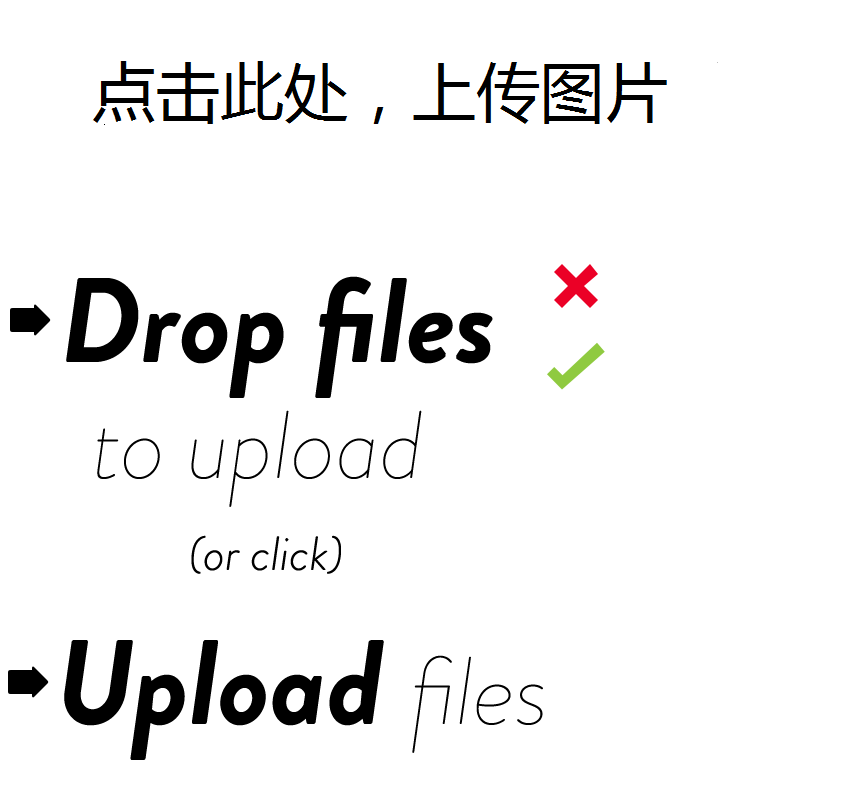 点击此处，上传图片
Drop files
to upload
(or click)
Upload files